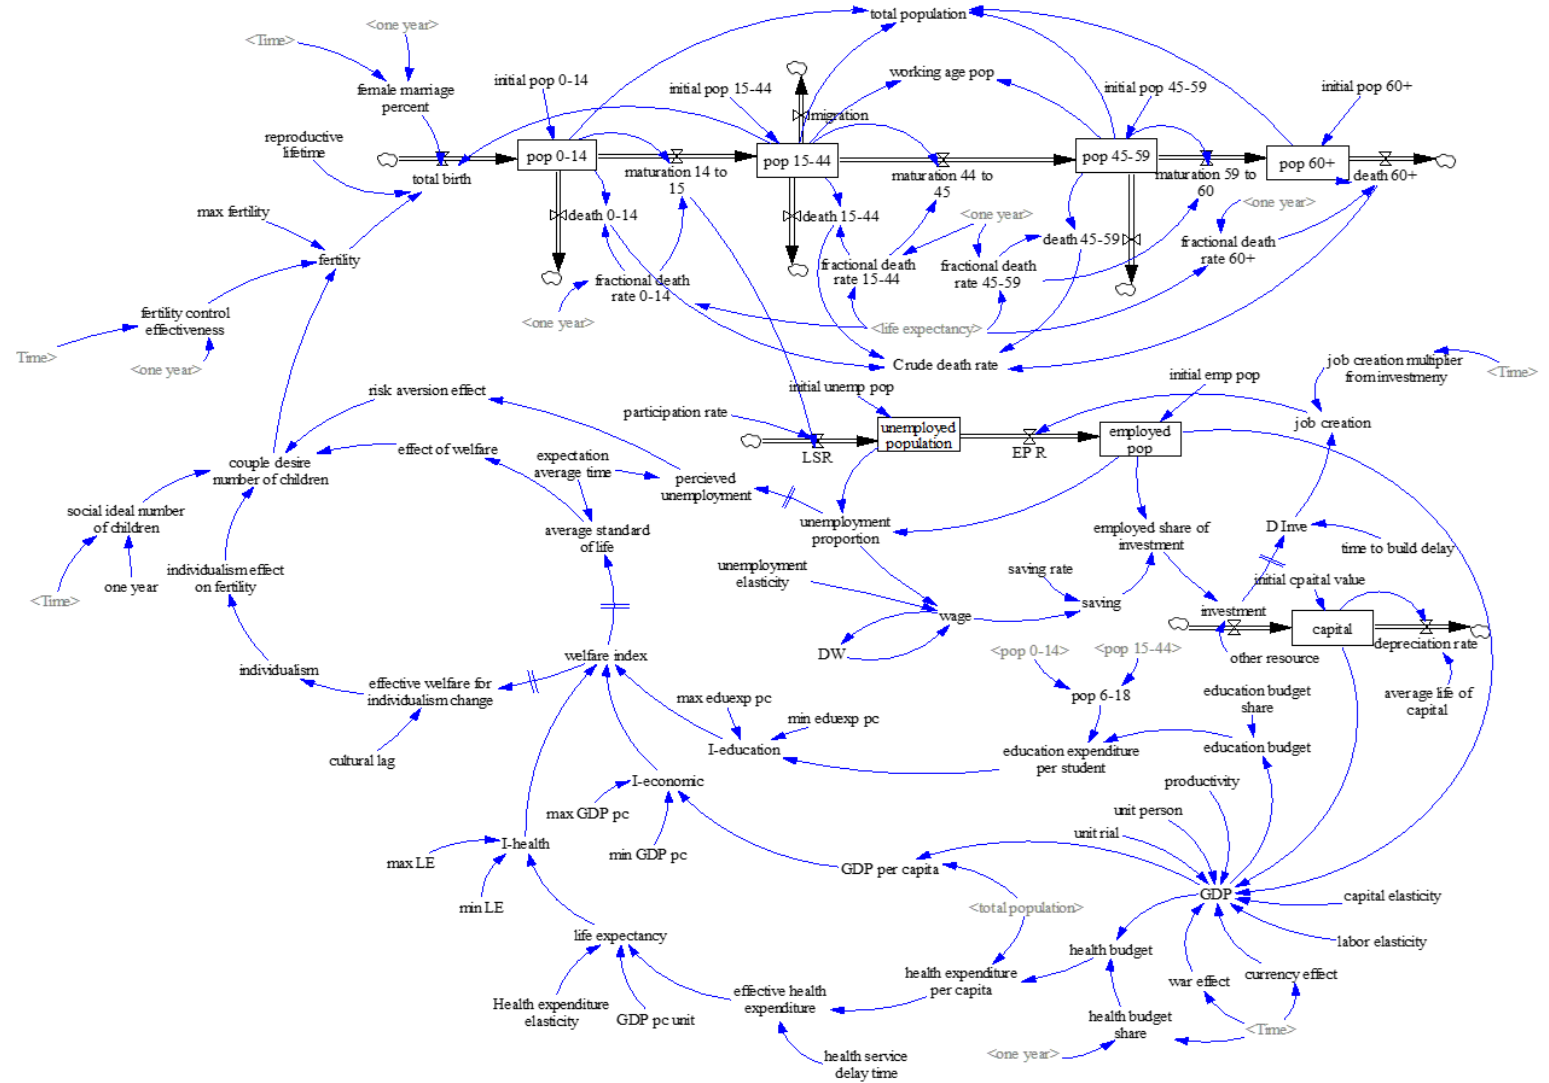 <one year>
total population
<Time>
female marriage
percent
initial pop 0-14
initial pop 15-44
working age pop
initial pop 45-59
initial pop 60+
migration
reproductive
lifetime
total birth
pop 0-14
maturation 14 to
15
pop 15-44
maturation 44 to
45
pop 45-59
maturation 59 to
60
pop 60+
death 60+
max fertility
death 0-14
death 15-44
<one year>
death 45-59
<one year>
fertility
fractional death
rate 0-14
fractional death
rate 15-44
fractional death
rate 45-59
fractional death
rate 60+
fertility control
effectiveness
<one year>
<life expectancy>
Time>
<one year>
Crude death rate
job creation multiplier
from investmeny
<Time>
risk aversion effect
initial unemp pop
initial emp pop
participation rate
unemployed
population
employed
pop
job creation
LSR
EP R
effect of welfare
couple desire
number of children
expectation
average time
percieved
unemployment
social ideal number
of children
average standard
of life
unemployment
proportion
employed share of
investment
D Inve
time to build delay
individualism effect
on fertility
one year
<Time>
unemployment
elasticity
saving rate
initial cpaital value
saving
investment
wage
capital
depreciation rate
DW
<pop 0-14>
<pop 15-44>
other resource
welfare index
individualism
effective welfare for
individualism change
max eduexp pc
pop 6-18
education budget
share
average life of
capital
min eduexp pc
cultural lag
I-education
education expenditure
per student
education budget
I-economic
productivity
max GDP pc
unit person
unit rial
I-health
max LE
min GDP pc
GDP per capita
GDP
capital elasticity
min LE
<total population>
life expectancy
health budget
labor elasticity
health expenditure
per capita
war effect
currency effect
Health expenditure
elasticity
GDP pc unit
effective health
expenditure
health budget
share
<Time>
<one year>
health service
delay time